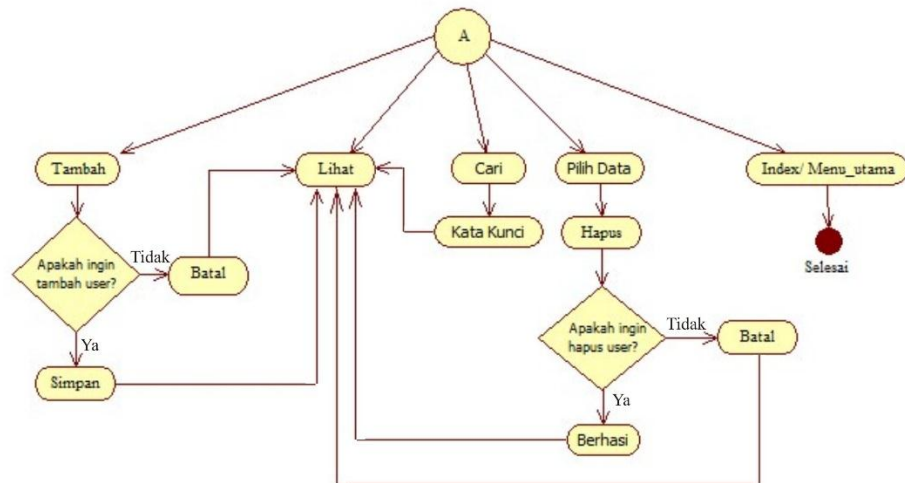 A
Tambah
Lihat
Cari
Pilih Data
Index/ Menu_utama
Kata Kunci
Hapus
Selesai
Apakah ingin
tambah user?
Tidak
Batal
Ya
Simpan
Apakah ingin
hapus user?
Tidak
Batal
Ya
Berhasi